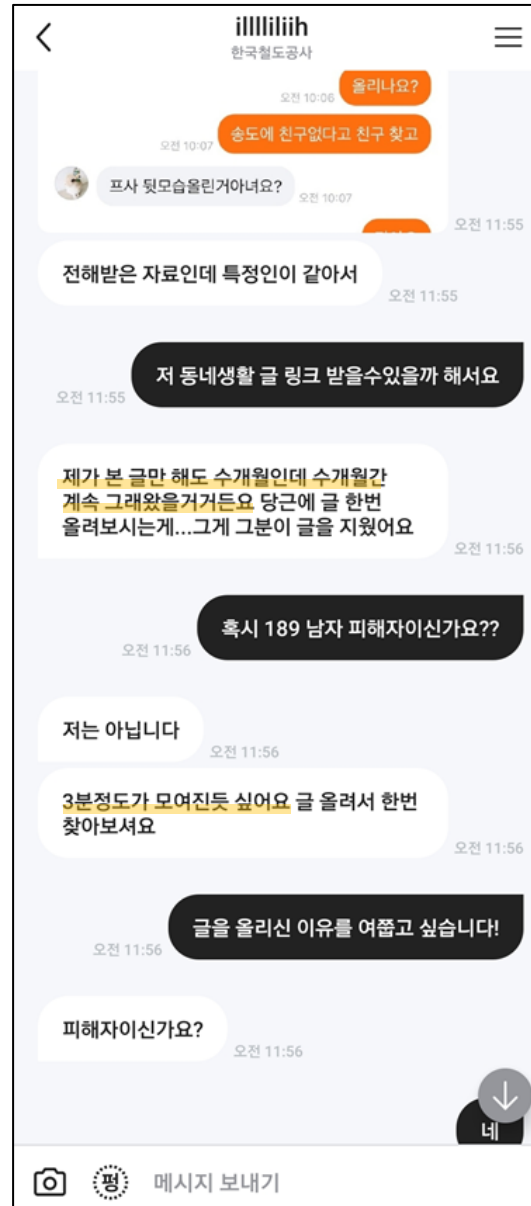 illlliliih
한국철도공사
올리나요?
오전 10:06
송도에 친구없다고 친구 찾고
오전 10:07
프사 뒷모습올린거아녀요?
오전 10:07
오전 11:55
전해받은 자료인데 특정인이 같아서
오전 11:55
저 동네생활 글 링크 받을수있을까 해서요
오전 11:55
제가 본 글만 해도 수개월인데 수개월간
계속 그래왔을거거든요 당근에 글 한번
올려보시는게...그게 그분이 글을 지웠어요
오전 11:56
혹시 189 남자 피해자이신가요??
오전 11:56
저는 아닙니다
오전 11:56
3분정도가 모여진듯 싶어요 글 올려서 한번
찾아보셔요
오전 11:56
글을 올리신 이유를 여쭙고 싶습니다!
오전 11:56
피해자이신가요?
오전 11:56
네
펑
메시지 보내기